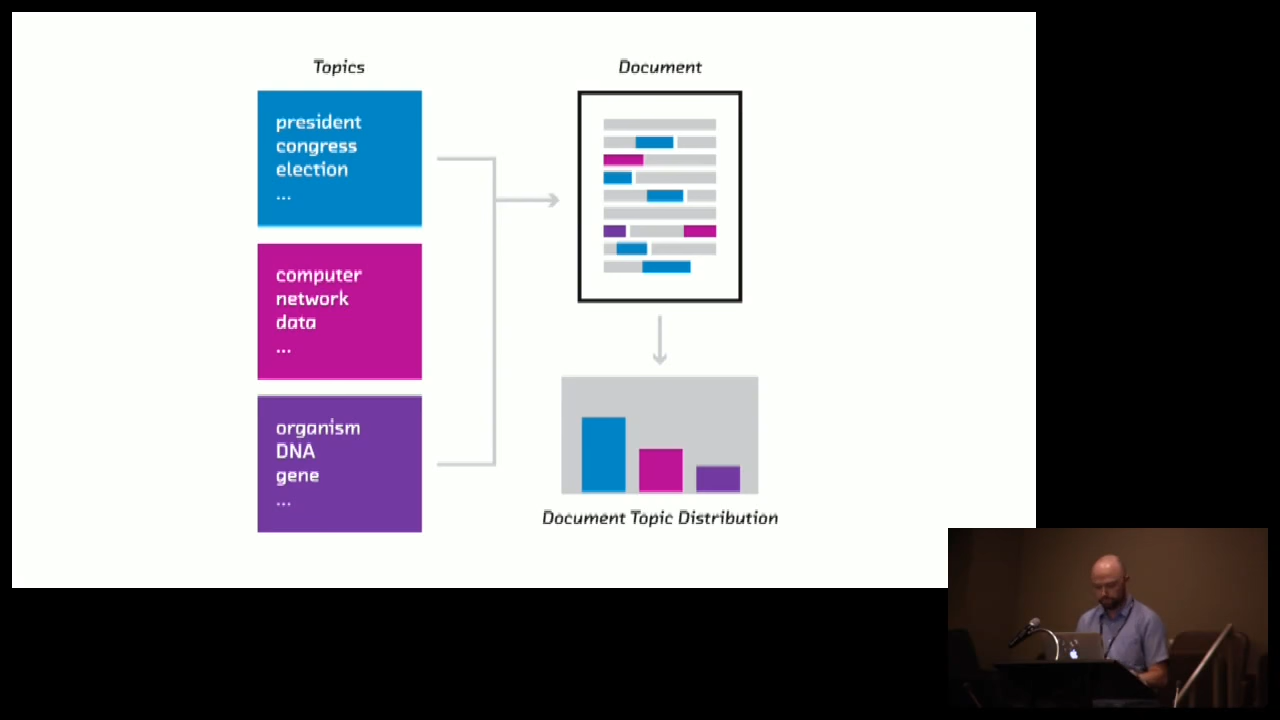 Topics
president
congress
election
...
computer
network
data
...
organism
DNA
gene
...
Document
Document Topic Distribution